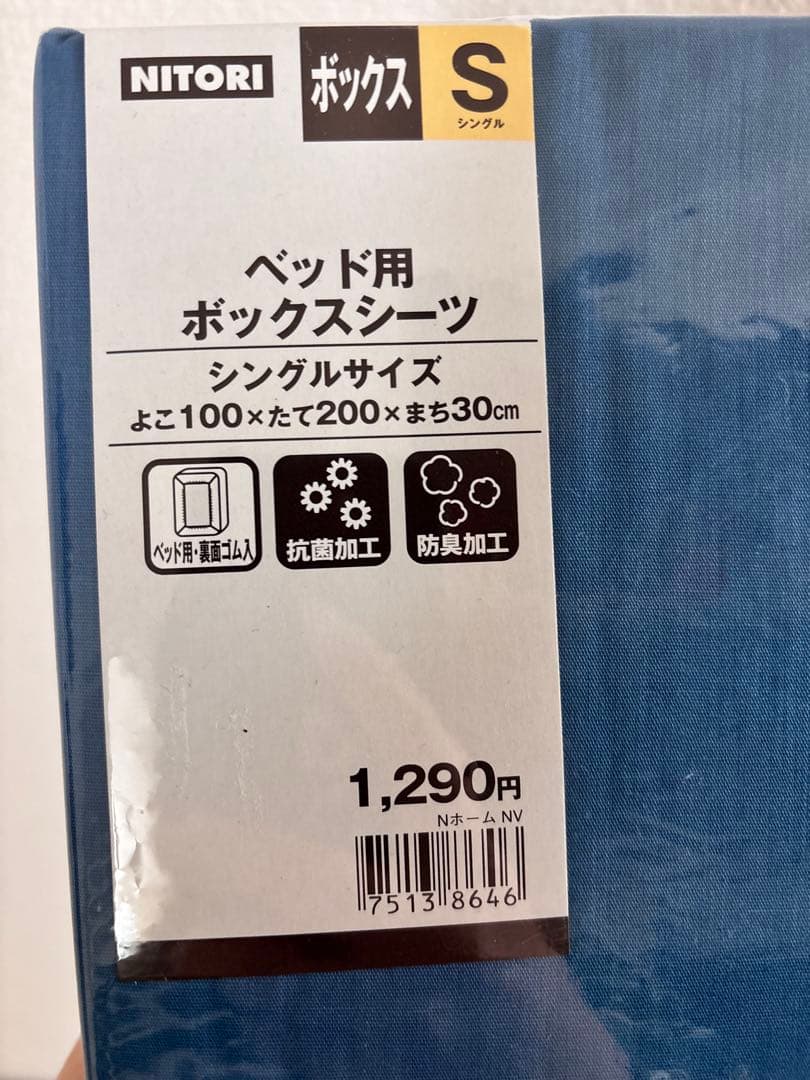 NITORI
ボックス
S
シングル
ベッド用
ボックスシーツ
シングルサイズ
よこ100×たて200×まち30cm
ベッド用・裏面ゴム入
抗菌加工
防臭加工
1,290円
Nホーム NV
7513 8646